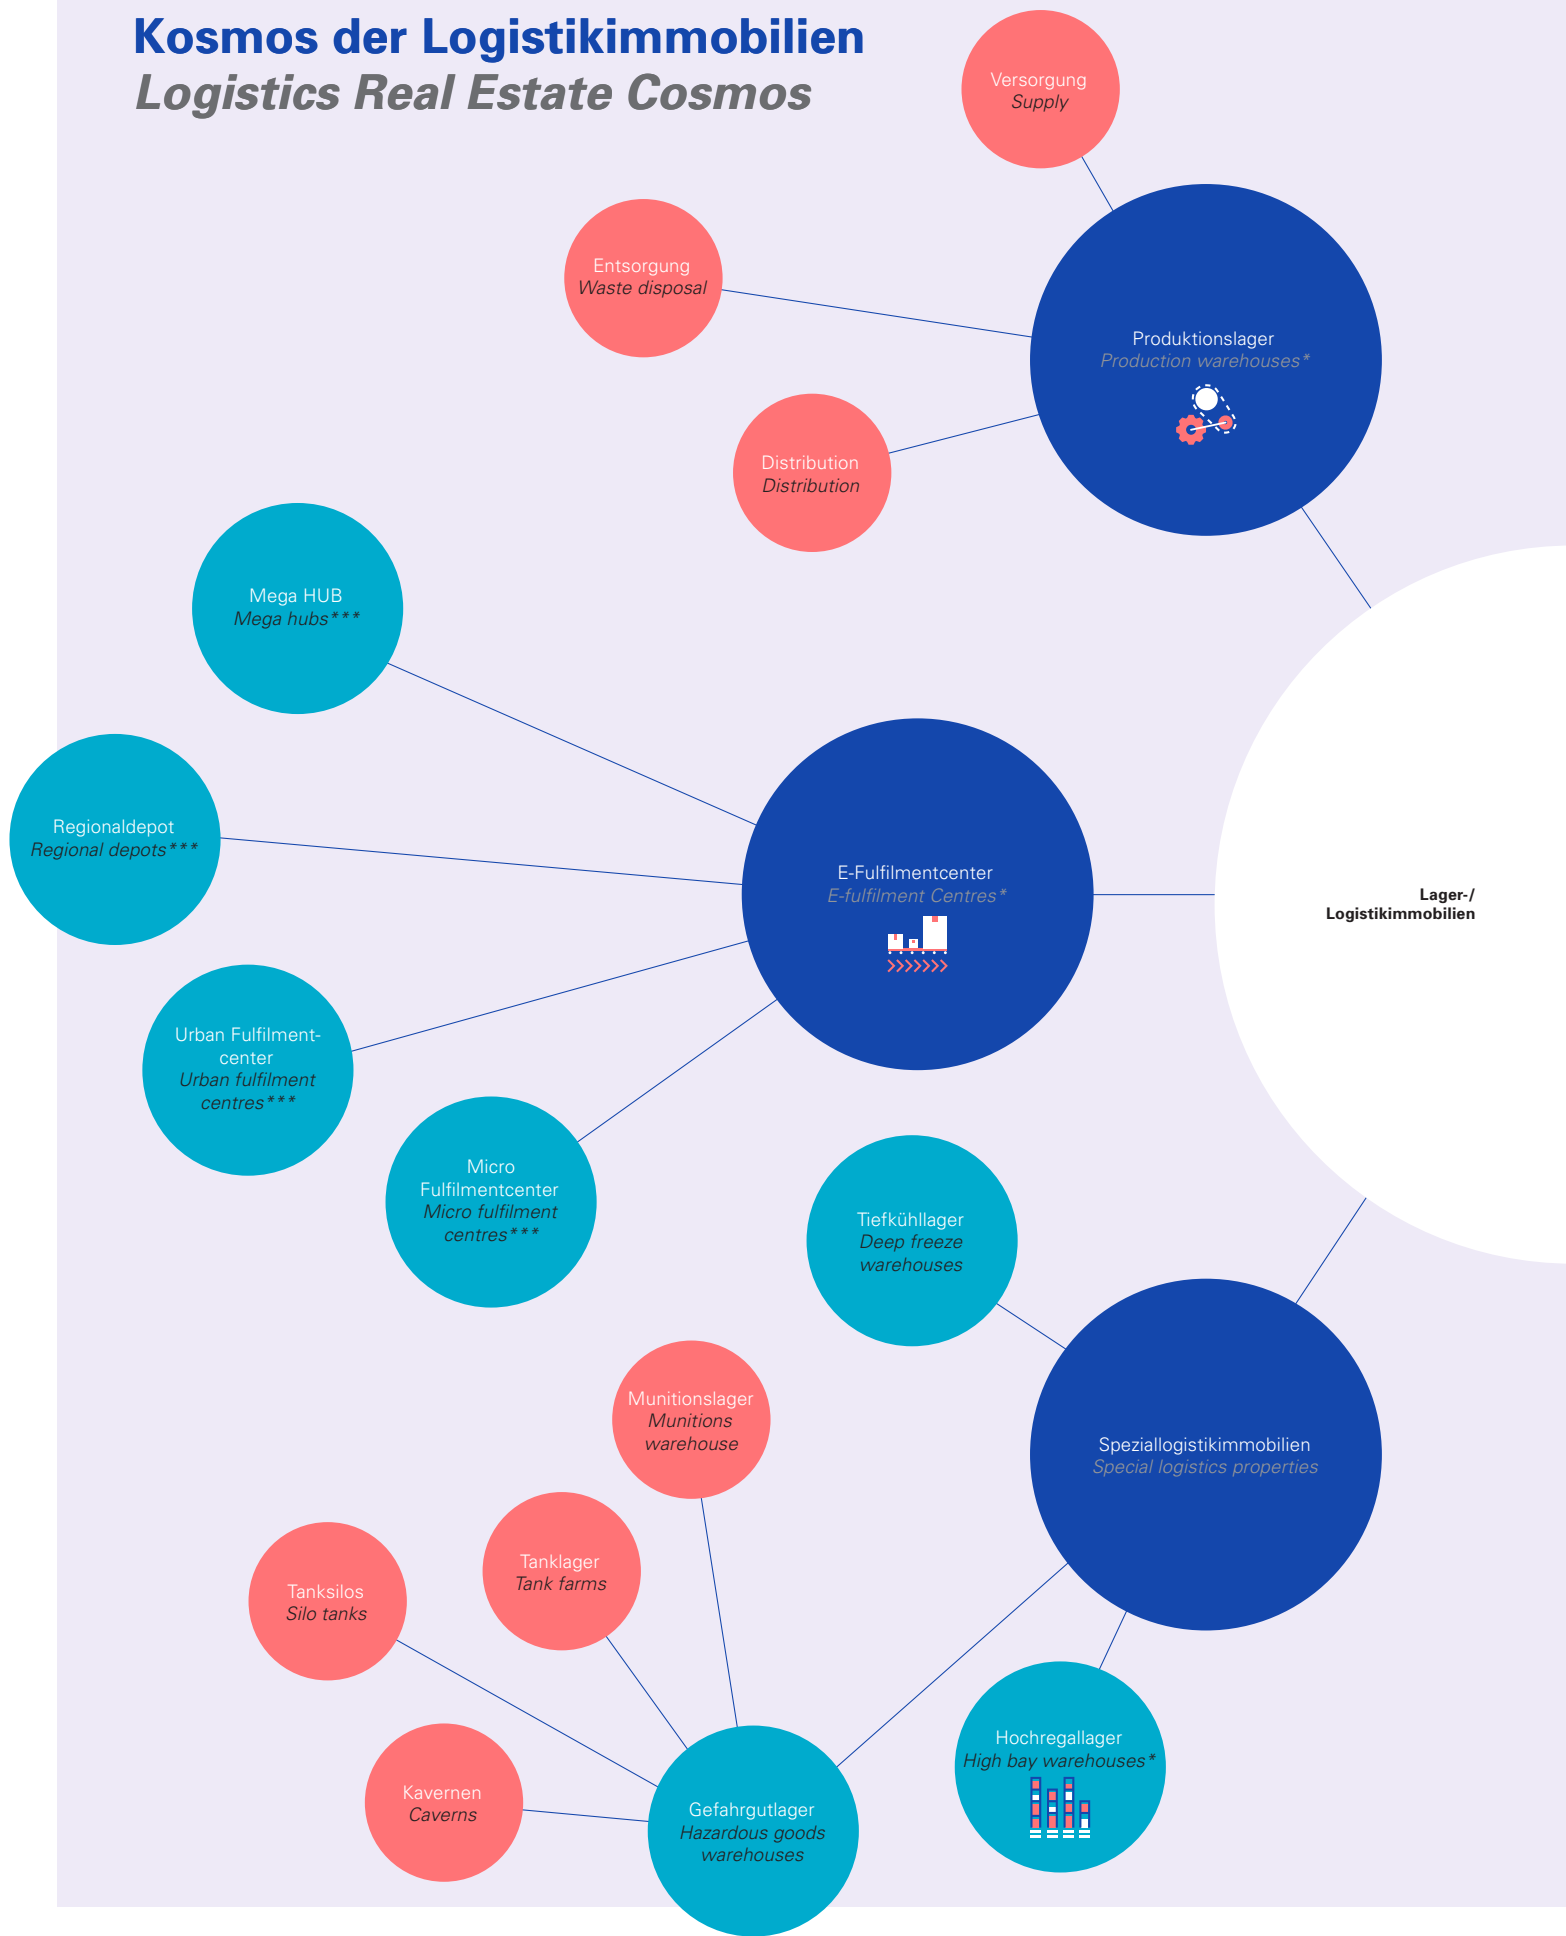 Kosmos der Logistikimmobilien
Logistics Real Estate Cosmos
Versorgung
Supply
Entsorgung
Waste disposal
Produktionslager
Production warehouses*
Distribution
Distribution
Mega HUB
Mega hubs***
Regionaldepot
Regional depots***
E-Fulfilmentcenter
E-fulfilment Centres*
Lager-/
Logistikimmobilien
Urban Fulfilment-
center
Urban fulfilment
centres***
Micro
Fulfilmentcenter
Micro fulfilment
centres***
Tiefkühllager
Deep freeze
warehouses
Munitionslager
Munitions
warehouse
Speziallogistikimmobilien
Special logistics properties
Tanklager
Tank farms
Tanksilos
Silo tanks
Hochregallager
High bay warehouses*
Kavernen
Caverns
Gefahrgutlager
Hazardous goods
warehouses